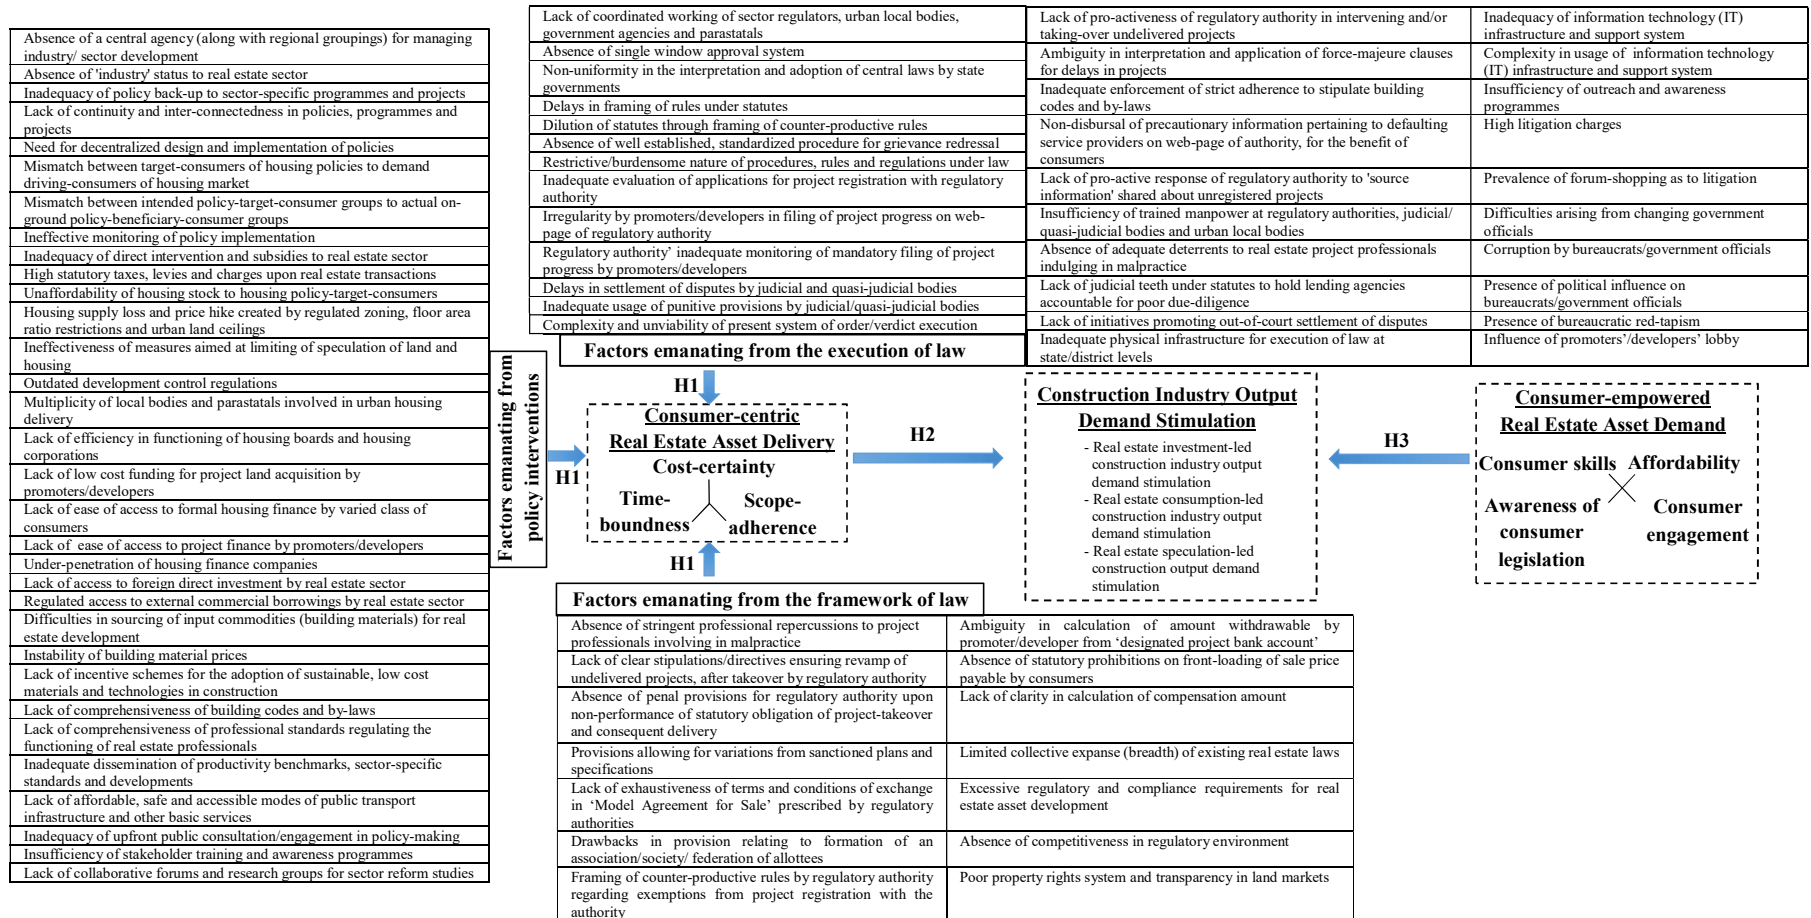 Absence of a central agency (along with regional groupings) for managing
industry/ sector development
Absence of 'industry' status to real estate sector
Inadequacy of policy back-up to sector-specific programmes and projects
Lack of continuity and inter-connectedness in policies, programmes and
projects
Need for decentralized design and implementation of policies
Mismatch between target-consumers of housing policies to demand
driving-consumers of housing market
Mismatch between intended policy-target-consumer groups to actual on-
ground policy-beneficiary-consumer groups
Ineffective monitoring of policy implementation
Inadequacy of direct intervention and subsidies to real estate sector
High statutory taxes, levies and charges upon real estate transactions
Unaffordability of housing stock to housing policy-target-consumers
Housing supply loss and price hike created by regulated zoning, floor area
ratio restrictions and urban land ceilings
Ineffectiveness of measures aimed at limiting of speculation of land and
housing
Outdated development control regulations
Multiplicity of local bodies and parastatals involved in urban housing
delivery
Lack of efficiency in functioning of housing boards and housing
corporations
Lack of low cost funding for project land acquisition by
promoters/developers
Lack of ease of access to formal housing finance by varied class of
consumers
Lack of ease of access to project finance by promoters/developers
Under-penetration of housing finance companies
Lack of access to foreign direct investment by real estate sector
Regulated access to external commercial borrowings by real estate sector
Difficulties in sourcing of input commodities (building materials) for real
estate development
Instability of building material prices
Lack of incentive schemes for the adoption of sustainable, low cost
materials and technologies in construction
Lack of comprehensiveness of building codes and by-laws
Lack of comprehensiveness of professional standards regulating the
functioning of real estate professionals
Inadequate dissemination of productivity benchmarks, sector-specific
standards and developments
Lack of affordable, safe and accessible modes of public transport
infrastructure and other basic services
Inadequacy of upfront public consultation/engagement in policy-making
Insufficiency of stakeholder training and awareness programmes
Lack of collaborative forums and research groups for sector reform studies
Factors emanating from
policy interventions
H1
Lack of coordinated working of sector regulators, urban local bodies,
government agencies and parastatals
Absence of single window approval system
Non-uniformity in the interpretation and adoption of central laws by state
governments
Delays in framing of rules under statutes
Dilution of statutes through framing of counter-productive rules
Absence of well established, standardized procedure for grievance redressal
Restrictive/burdensome nature of procedures, rules and regulations under law
Inadequate evaluation of applications for project registration with regulatory
authority
Irregularity by promoters/developers in filing of project progress on web-
page of regulatory authority
Regulatory authority' inadequate monitoring of mandatory filing of project
progress by promoters/developers
Delays in settlement of disputes by judicial and quasi-judicial bodies
Inadequate usage of punitive provisions by judicial/quasi-judicial bodies
Complexity and unviability of present system of order/verdict execution
Lack of pro-activeness of regulatory authority in intervening and/or
taking-over undelivered projects
Ambiguity in interpretation and application of force-majeure clauses
for delays in projects
Inadequate enforcement of strict adherence to stipulate building
codes and by-laws
Non-disbursal of precautionary information pertaining to defaulting
service providers on web-page of authority, for the benefit of
consumers
Lack of pro-active response of regulatory authority to 'source
information' shared about unregistered projects
Insufficiency of trained manpower at regulatory authorities, judicial/
quasi-judicial bodies and urban local bodies
Absence of adequate deterrents to real estate project professionals
indulging in malpractice
Lack of judicial teeth under statutes to hold lending agencies
accountable for poor due-diligence
Lack of initiatives promoting out-of-court settlement of disputes
Inadequate physical infrastructure for execution of law at
state/district levels
Inadequacy of information technology (IT)
infrastructure and support system
Complexity in usage of information technology
(IT) infrastructure and support system
Insufficiency of outreach and awareness
programmes
High litigation charges
Prevalence of forum-shopping as to litigation
Difficulties arising from changing government
officials
Corruption by bureaucrats/government officials
Presence of political influence on
bureaucrats/government officials
Presence of bureaucratic red-tapism
Influence of promoters'/developers' lobby
Factors emanating from the execution of law
H1
Consumer-centric
Real Estate Asset Delivery
Cost-certainty
Time-
boundness
Scope-
adherence
H2
Construction Industry Output
Demand Stimulation
- Real estate investment-led
construction industry output
demand stimulation
- Real estate consumption-led
construction industry output
demand stimulation
- Real estate speculation-led
construction output demand
stimulation
H3
Consumer-empowered
Real Estate Asset Demand
Consumer skills Affordability
Awareness of
consumer
legislation
Consumer
engagement
H1
Factors emanating from the framework of law
Absence of stringent professional repercussions to project
professionals involving in malpractice
Lack of clear stipulations/directives ensuring revamp of
undelivered projects, after takeover by regulatory authority
Absence of penal provisions for regulatory authority upon
non-performance of statutory obligation of project-takeover
and consequent delivery
Provisions allowing for variations from sanctioned plans and
specifications
Lack of exhaustiveness of terms and conditions of exchange
in ‘Model Agreement for Sale’ prescribed by regulatory
authorities
Drawbacks in provision relating to formation of an
association/society/ federation of allottees
Framing of counter-productive rules by regulatory authority
regarding exemptions from project registration with the
authority
Ambiguity in calculation of amount withdrawable by
promoter/developer from ‘designated project bank account’
Absence of statutory prohibitions on front-loading of sale price
payable by consumers
Lack of clarity in calculation of compensation amount
Limited collective expanse (breadth) of existing real estate laws
Excessive regulatory and compliance requirements for real
estate asset development
Absence of competitiveness in regulatory environment
Poor property rights system and transparency in land markets